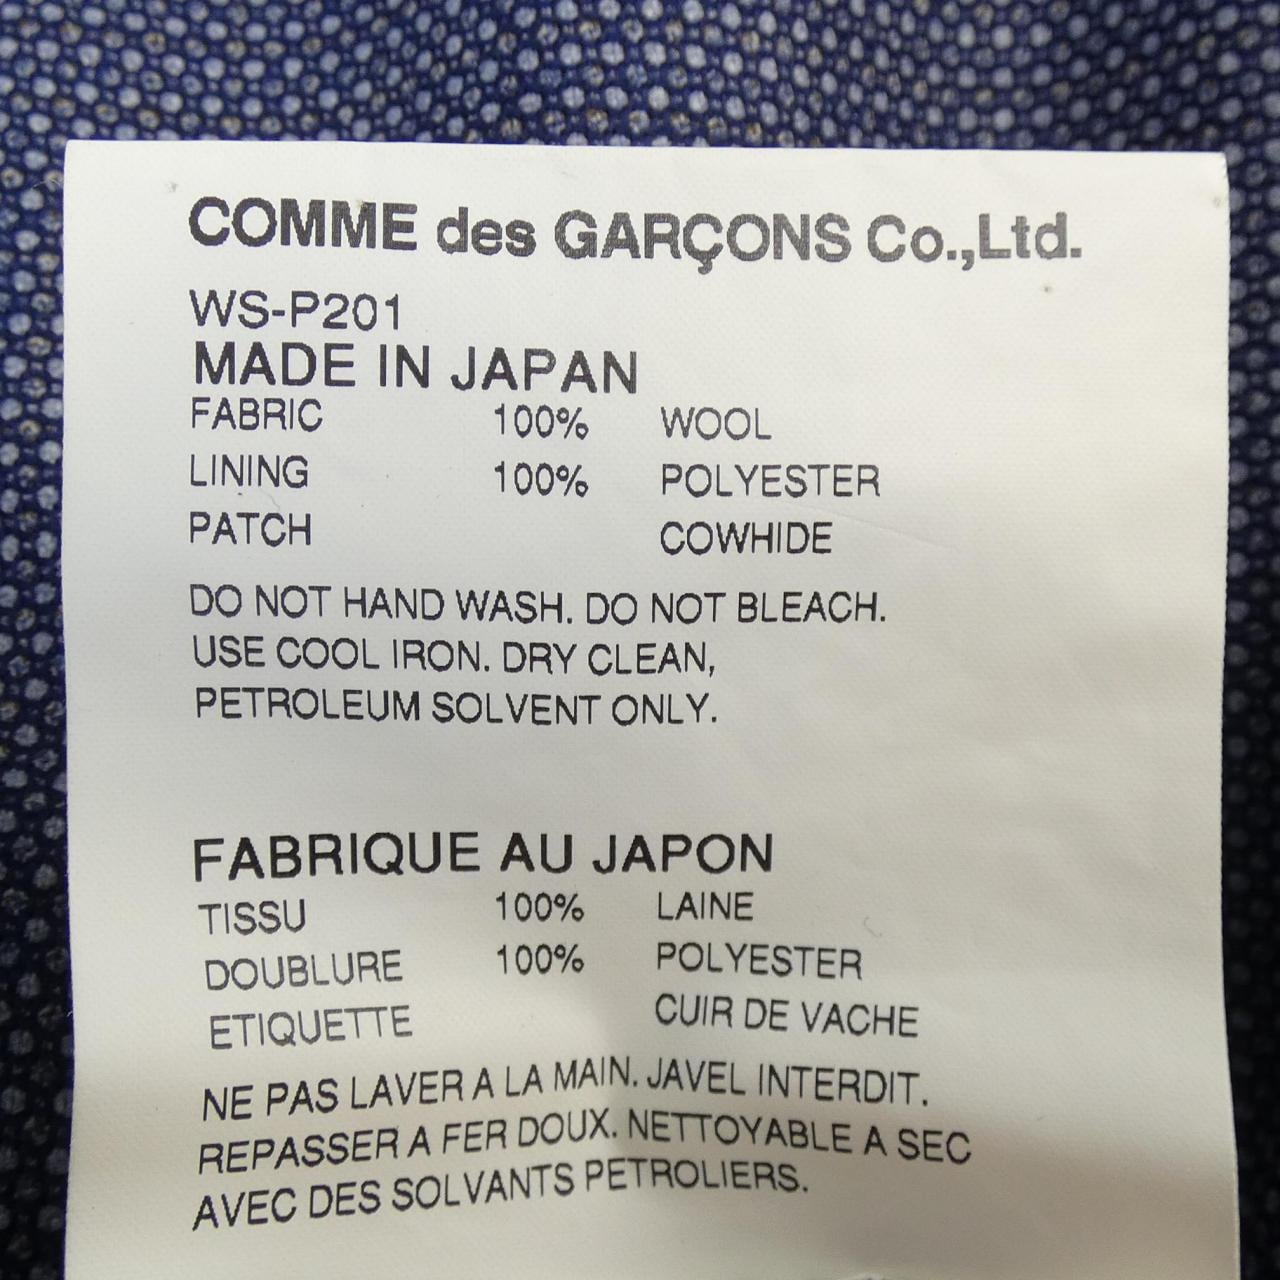 COMME des GARÇONS Co.,Ltd.
WS-P201
MADE IN JAPAN
FABRIC 100% WOOL
LINING 100% POLYESTER
PATCH COWHIDE
DO NOT HAND WASH. DO NOT BLEACH.
USE COOL IRON. DRY CLEAN,
PETROLEUM SOLVENT ONLY.
FABRIQUE AU JAPON
TISSU 100% LAINE
DOUBLURE 100% POLYESTER
ETIQUETTE CUIR DE VACHE
NE PAS LAVER A LA MAIN. JAVEL INTERDIT.
REPASSER A FER DOUX. NETTOYABLE A SEC
AVEC DES SOLVANTS PETROLIERS.